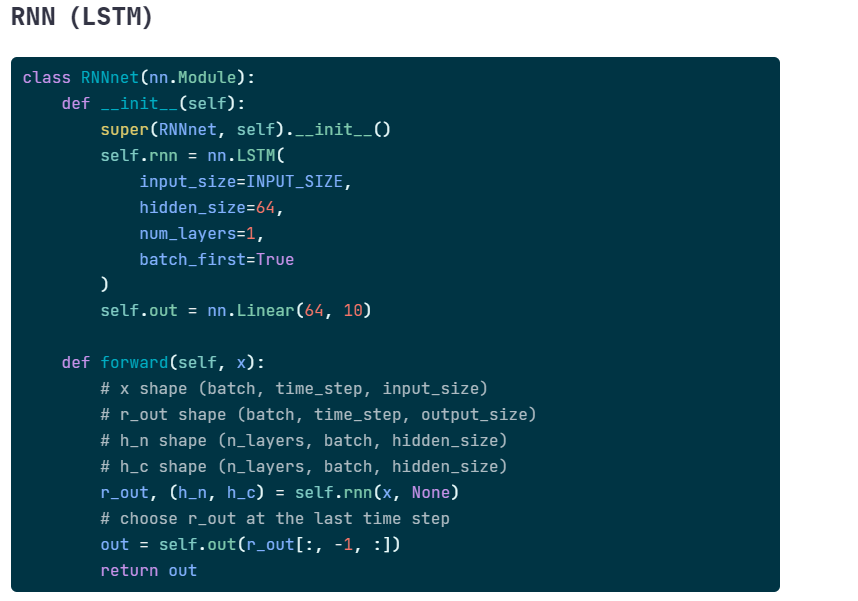 RNN (LSTM)
class RNNnet(nn.Module):
    def __init__(self):
        super(RNNnet, self).__init__()
        self.rnn = nn.LSTM(
            input_size=INPUT_SIZE,
            hidden_size=64,
            num_layers=1,
            batch_first=True
        )
        self.out = nn.Linear(64, 10)

    def forward(self, x):
        # x shape (batch, time_step, input_size)
        # r_out shape (batch, time_step, output_size)
        # h_n shape (n_layers, batch, hidden_size)
        # h_c shape (n_layers, batch, hidden_size)
        r_out, (h_n, h_c) = self.rnn(x, None)
        # choose r_out at the last time step
        out = self.out(r_out[:, -1, :])
        return out